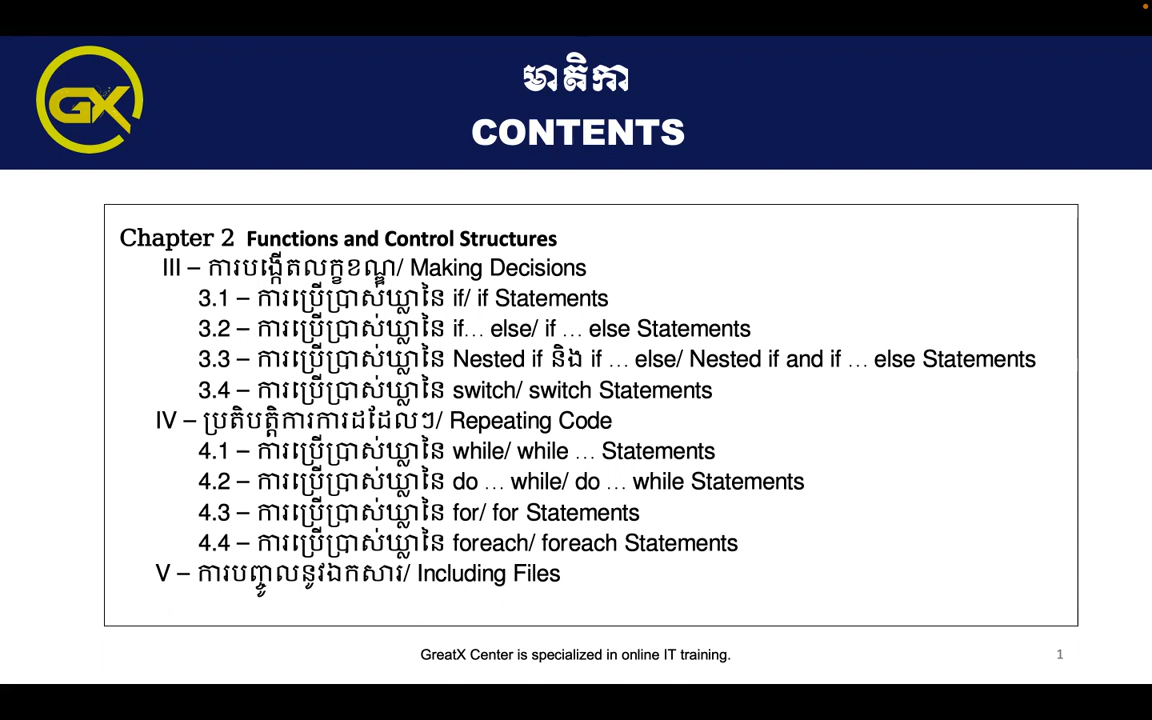 GX
មាតិកា
CONTENTS
Chapter 2 Functions and Control Structures
III – ការបង្កើតលក្ខខណ្ឌ/ Making Decisions
3.1 – ការប្រើប្រាស់ឃ្លានៃ if/ if Statements
3.2 – ការប្រើប្រាស់ឃ្លានៃ if… else/ if … else Statements
3.3 – ការប្រើប្រាស់ឃ្លានៃ Nested if និង if … else/ Nested if and if … else Statements
3.4 – ការប្រើប្រាស់ឃ្លានៃ switch/ switch Statements
IV – ប្រតិបត្តិការការដដែលៗ/ Repeating Code
4.1 – ការប្រើប្រាស់ឃ្លានៃ while/ while … Statements
4.2 – ការប្រើប្រាស់ឃ្លានៃ do … while/ do … while Statements
4.3 – ការប្រើប្រាស់ឃ្លានៃ for/ for Statements
4.4 – ការប្រើប្រាស់ឃ្លានៃ foreach/ foreach Statements
V – ការបញ្ចូលនូវឯកសារ/ Including Files
GreatX Center is specialized in online IT training.
1